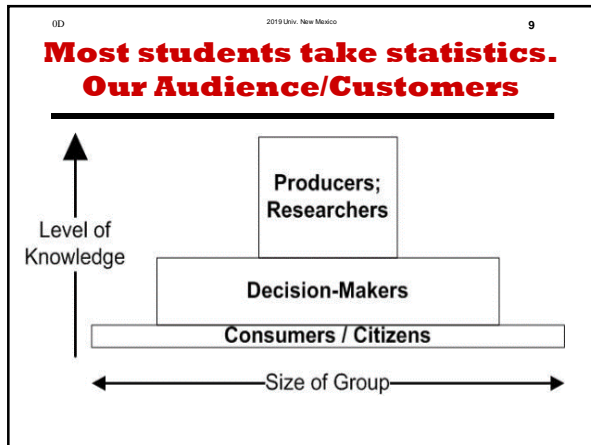 0D
2019 Univ. New Mexico
9
Most students take statistics.
Our Audience/Customers
Producers;
Researchers
Level of
Knowledge
Decision-Makers
Consumers / Citizens
Size of Group